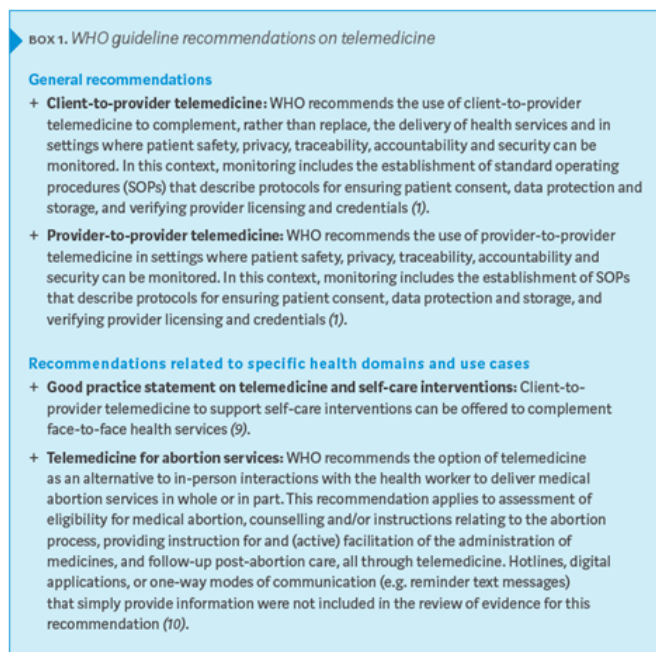 BOX 1. WHO guideline recommendations on telemedicine
General recommendations
+ Client-to-provider telemedicine: WHO recommends the use of client-to-provider
telemedicine to complement, rather than replace, the delivery of health services and in
settings where patient safety, privacy, traceability, accountability and security can be
monitored. In this context, monitoring includes the establishment of standard operating
procedures (SOPs) that describe protocols for ensuring patient consent, data protection and
storage, and verifying provider licensing and credentials (1).
+ Provider-to-provider telemedicine: WHO recommends the use of provider-to-provider
telemedicine in settings where patient safety, privacy, traceability, accountability and
security can be monitored. In this context, monitoring includes the establishment of SOPs
that describe protocols for ensuring patient consent, data protection and storage, and
verifying provider licensing and credentials (1).
Recommendations related to specific health domains and use cases
+ Good practice statement on telemedicine and self-care interventions: Client-to-
provider telemedicine to support self-care interventions can be offered to complement
face-to-face health services (9).
+ Telemedicine for abortion services: WHO recommends the option of telemedicine
as an alternative to in-person interactions with the health worker to deliver medical
abortion services in whole or in part. This recommendation applies to assessment of
eligibility for medical abortion, counselling and/or instructions relating to the abortion
process, providing instruction for and (active) facilitation of the administration of
medicines, and follow-up post-abortion care, all through telemedicine. Hotlines, digital
applications, or one-way modes of communication (e.g. reminder text messages)
that simply provide information were not included in the review of evidence for this
recommendation (10).